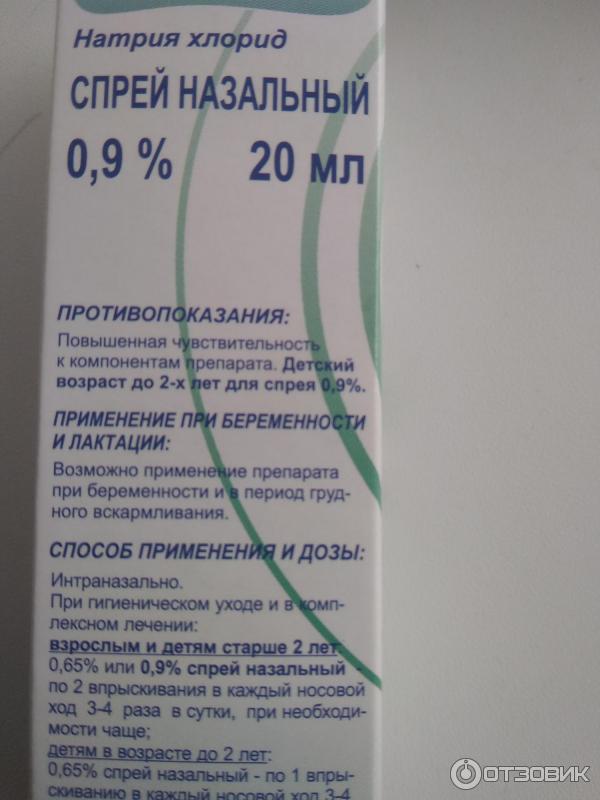 Натрия хлорид
СПРЕЙ НАЗАЛЬНЫЙ
0,9 % 20 мл
ПРОТИВОПОКАЗАНИЯ:
Повышенная чувствительность
к компонентам препарата. Детский
возраст до 2-х лет для спрея 0,9%.
ПРИМЕНЕНИЕ ПРИ БЕРЕМЕННОСТИ
И ЛАКТАЦИИ:
Возможно применение препарата
при беременности и в период груд-
ного вскармливания.
СПОСОБ ПРИМЕНЕНИЯ И ДОЗЫ:
Интраназально.
При гигиеническом уходе и в комп-
лексном лечении:
взрослым и детям старше 2 лет:
0,65% или 0,9% спрей назальный -
по 2 впрыскивания в каждый носовой
ход 3-4 раза в сутки, при необходи-
мости чаще;
детям в возрасте до 2 лет:
0,65% спрей назальный - по 1 впры-
скиванию в каждый носовой ход 3-4
ОТЗОВИК